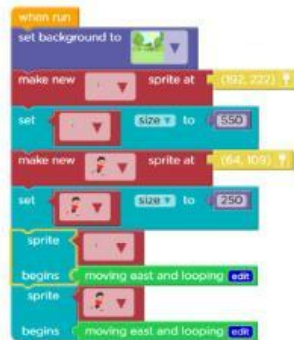 when run
set background to
make new sprite at (192, 222)
set size to 550
make new sprite at (64, 109)
set size to 250
sprite
begins moving east and looping edit
sprite
begins moving east and looping edit